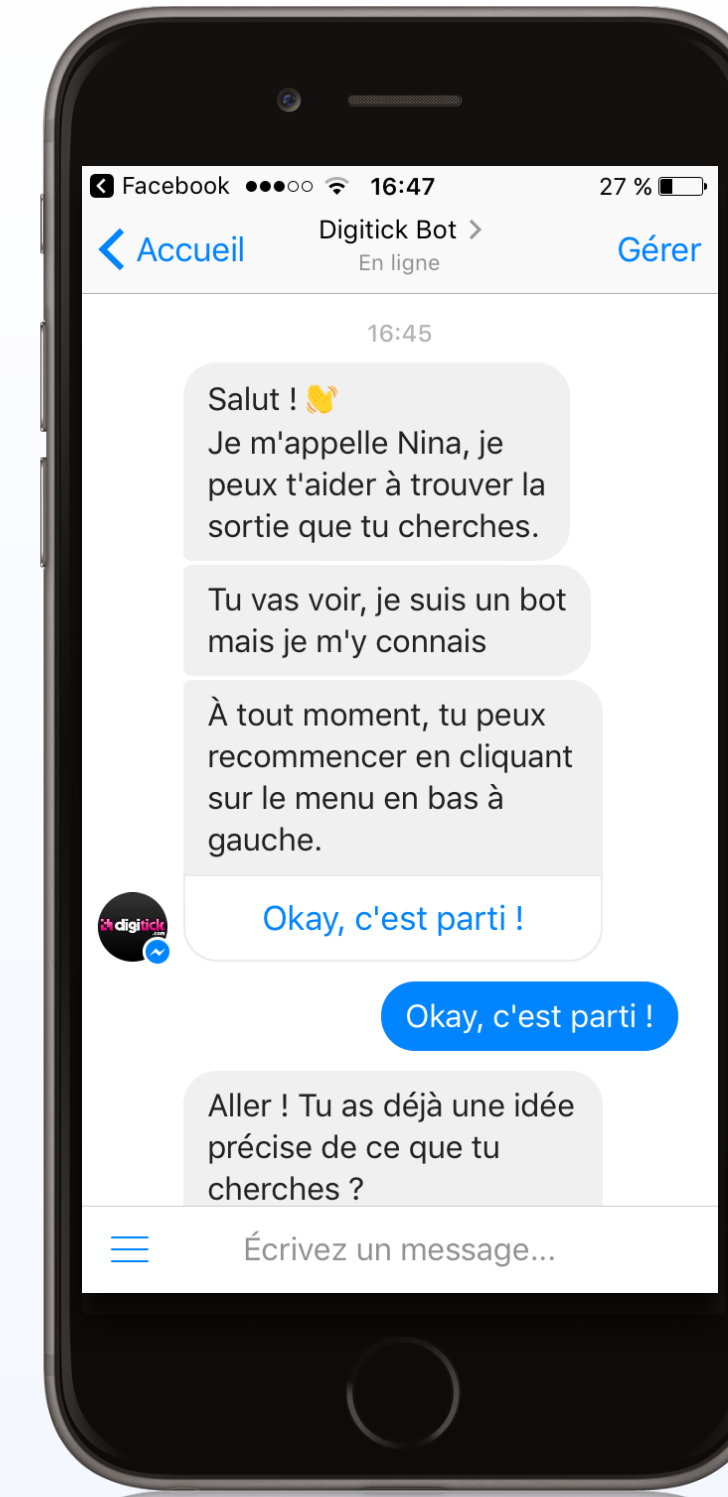 Facebook 16:47 27 %
Accueil Digitick Bot Gérer
En ligne
16:45
Salut ! 👋
Je m'appelle Nina, je
peux t'aider à trouver la
sortie que tu cherches.
Tu vas voir, je suis un bot
mais je m'y connais
À tout moment, tu peux
recommencer en cliquant
sur le menu en bas à
gauche.
Okay, c'est parti !
digitick
.com
Okay, c'est parti !
Aller ! Tu as déjà une idée
précise de ce que tu
cherches ?
Écrivez un message...